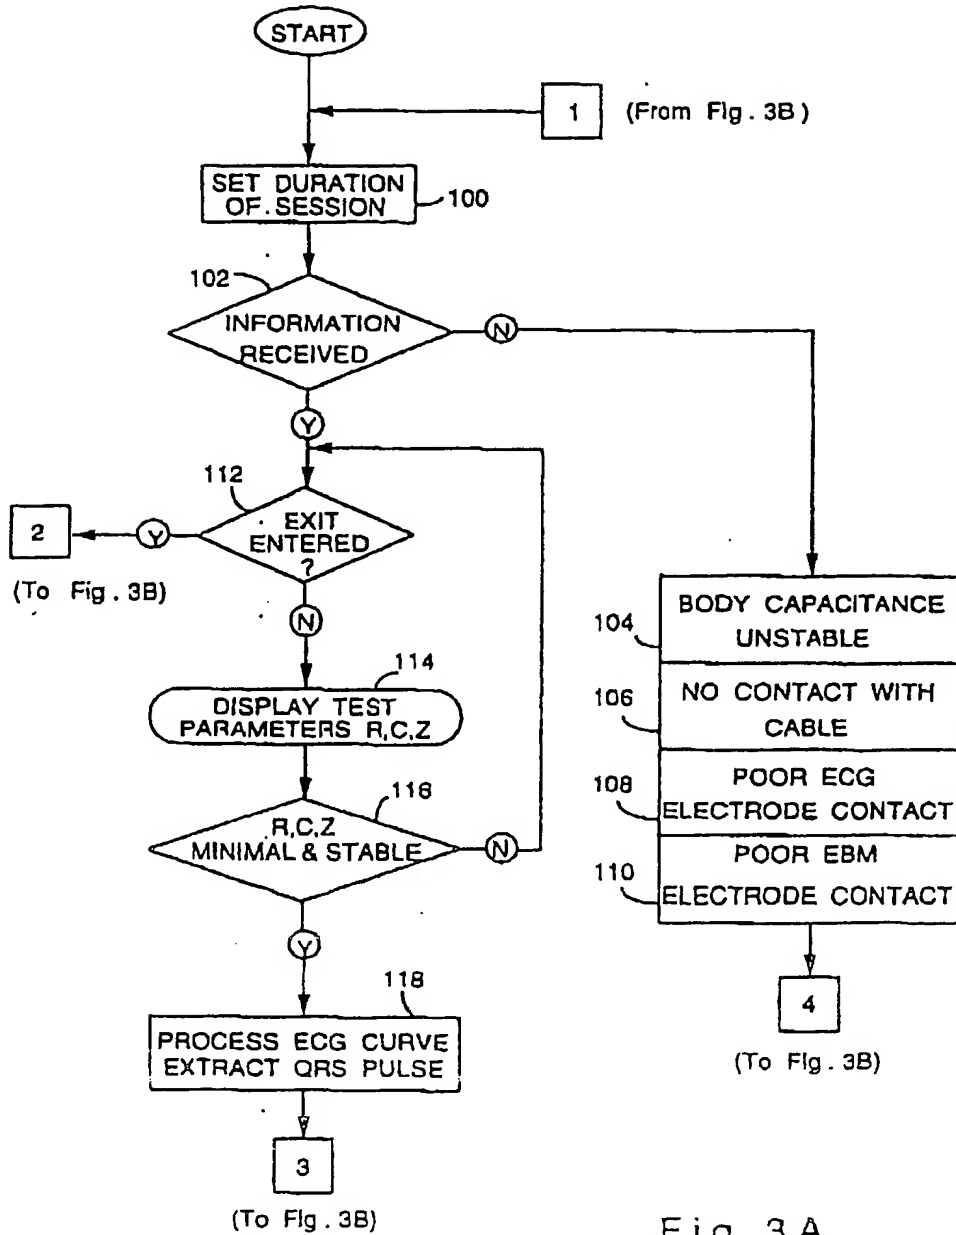 START
1 (From Fig. 3B)
SET DURATION
OF SESSION
100
102
INFORMATION
RECEIVED
N
Y
112
EXIT
ENTERED
?
Y
2
(To Fig. 3B)
N
114
DISPLAY TEST
PARAMETERS R,C,Z
116
R,C,Z
MINIMAL & STABLE
N
Y
118
PROCESS ECG CURVE
EXTRACT QRS PULSE
3
(To Fig. 3B)
104
BODY CAPACITANCE
UNSTABLE
106
NO CONTACT WITH
CABLE
108
POOR ECG
ELECTRODE CONTACT
110
POOR EBM
ELECTRODE CONTACT
4
(To Fig. 3B)
Fig. 3A